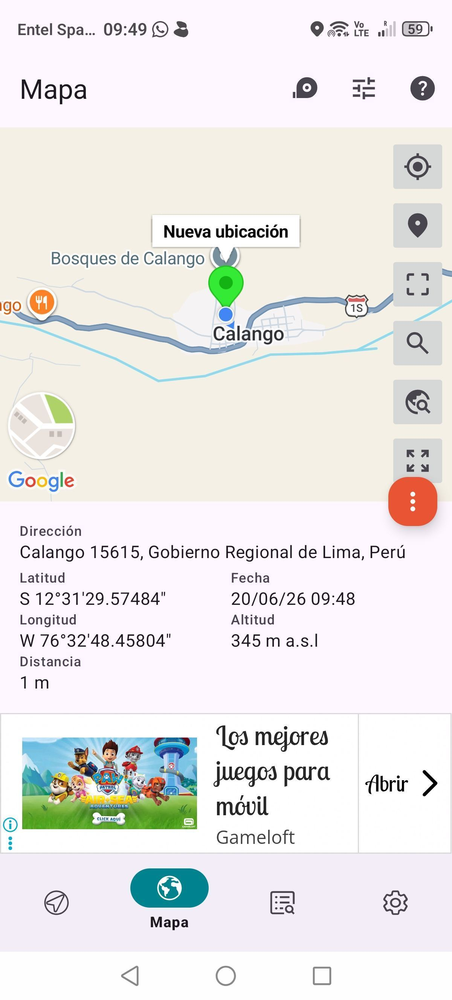 Entel Spa... 09:49 Vo LTE R 59
Mapa
Nueva ubicación
Bosques de Calango
ngo
1S
Calango
Google
Dirección
Calango 15615, Gobierno Regional de Lima, Perú
Latitud
S 12°31'29.57484"
Fecha
20/06/26 09:48
Longitud
W 76°32'48.45804"
Altitud
345 m a.s.l
Distancia
1 m
Los mejores
juegos para
móvil
Gameloft
Abrir
PAW
PATROL
AIR+SEA
ADVENTURES
CLICK AQUÍ
GAMELOFT
Mapa